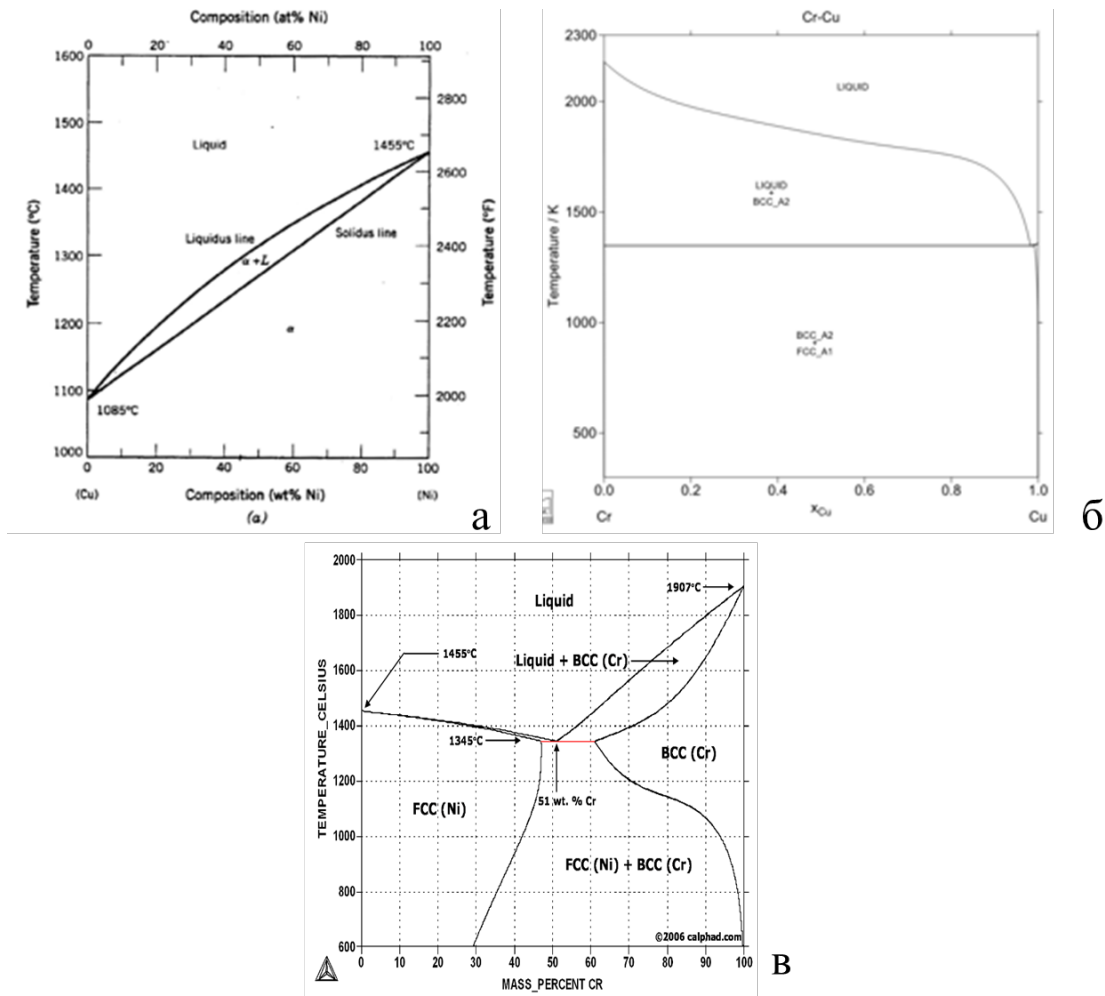 Composition (at% Ni)
0 20 40 60 80 100
1600
1500
1400
1300
1200
1100
1000
Temperature (°C)
2800
2600
2400
2200
2000
Temperature (°F)
Liquid
1455°C
Liquidus line
Solidus line
α + L
α
1085°C
0 20 40 60 80 100
(Cu) Composition (wt% Ni) (Ni)
(a)
а
Cr-Cu
2300
2000
1500
1000
500
Temperature / K
LIQUID
LIQUID
BCC_A2
BCC_A2
FCC_A1
0.0 0.2 0.4 0.6 0.8 1.0
Cr xCu Cu
б
2000
1800
1600
1400
1200
1000
800
600
TEMPERATURE_CELSIUS
1907°C
Liquid
1455°C
Liquid + BCC (Cr)
1345°C
BCC (Cr)
51 wt. % Cr
FCC (Ni)
FCC (Ni) + BCC (Cr)
©2006 calphad.com
0 10 20 30 40 50 60 70 80 90 100
MASS_PERCENT CR
в